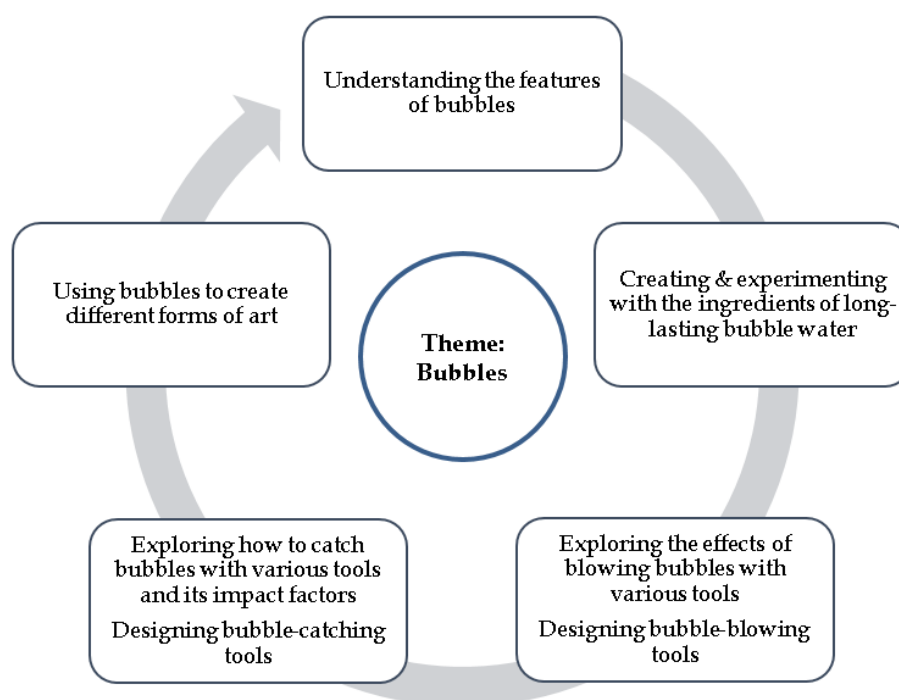 Understanding the features
of bubbles
Creating & experimenting
with the ingredients of long-
lasting bubble water
Exploring the effects of
blowing bubbles with
various tools
Designing bubble-blowing
tools
Exploring how to catch
bubbles with various tools
and its impact factors
Designing bubble-catching
tools
Using bubbles to create
different forms of art
Theme:
Bubbles